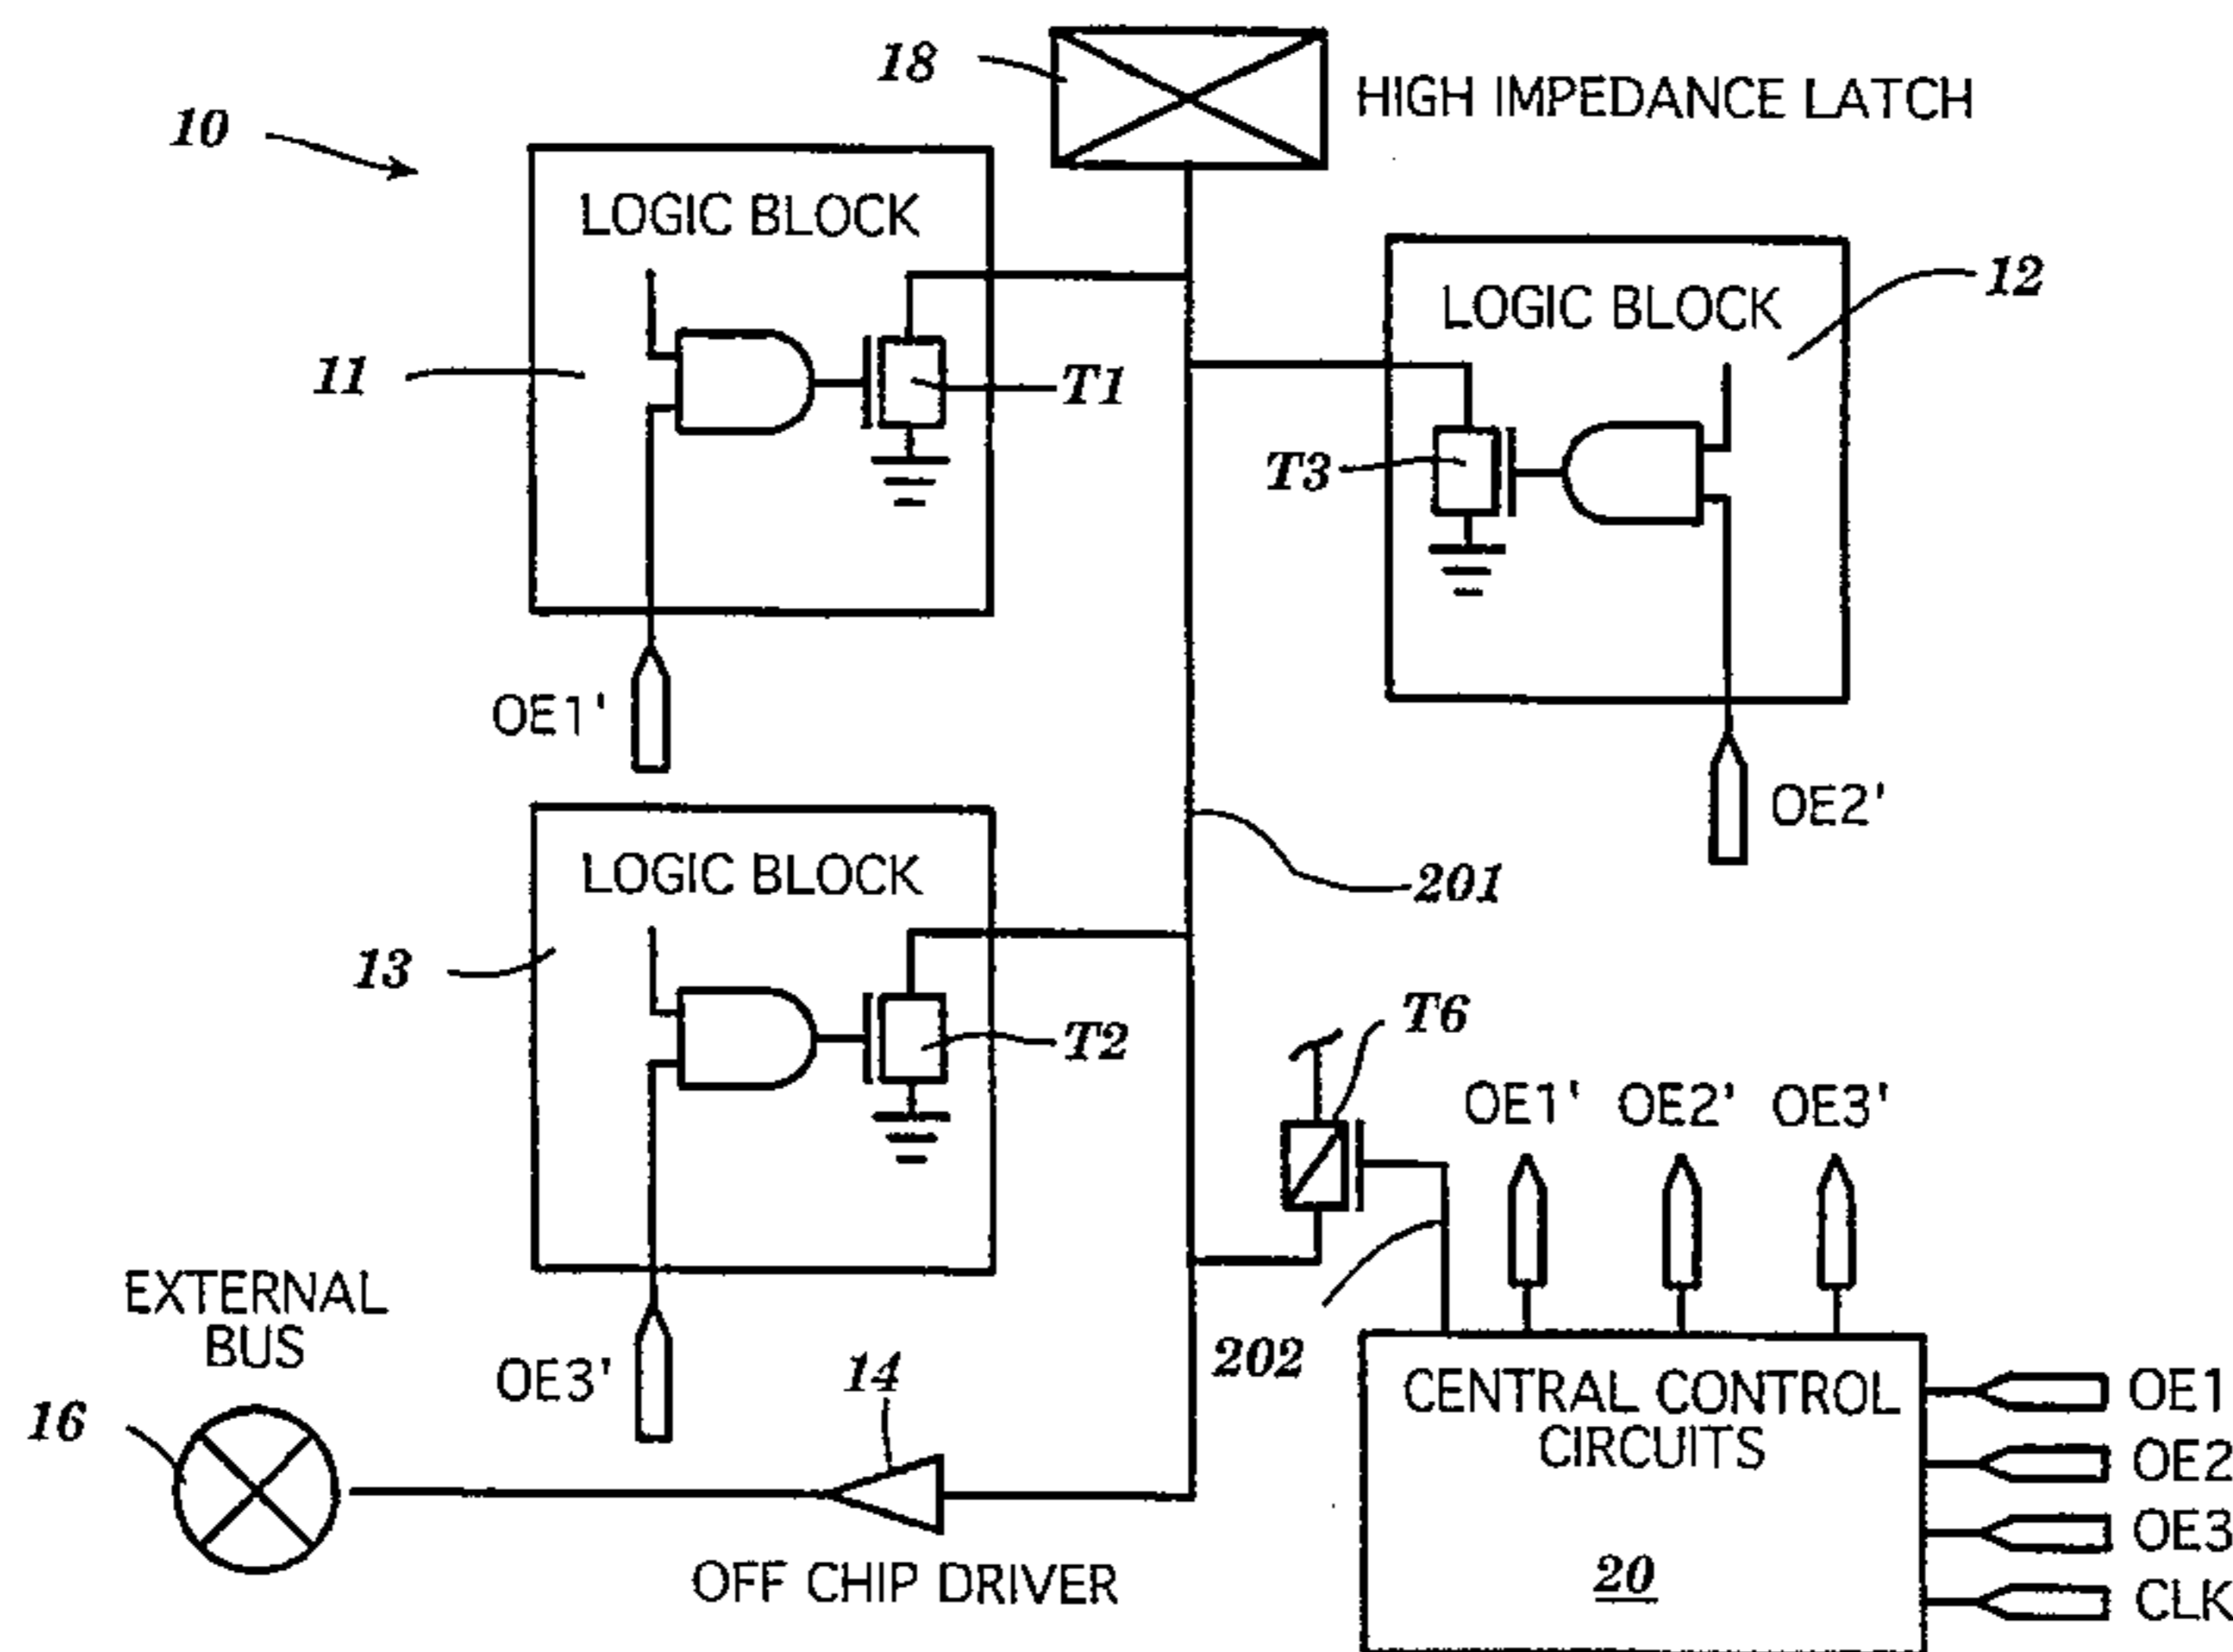 18
HIGH IMPEDANCE LATCH
10
LOGIC BLOCK
12
LOGIC BLOCK
11
T1
T3
OE1'
OE2'
LOGIC BLOCK
201
13
T2
T6
OE1' OE2' OE3'
EXTERNAL
BUS
OE3'
14
202
16
CENTRAL CONTROL
CIRCUITS
OE1
OE2
OE3
CLK
20
OFF CHIP DRIVER